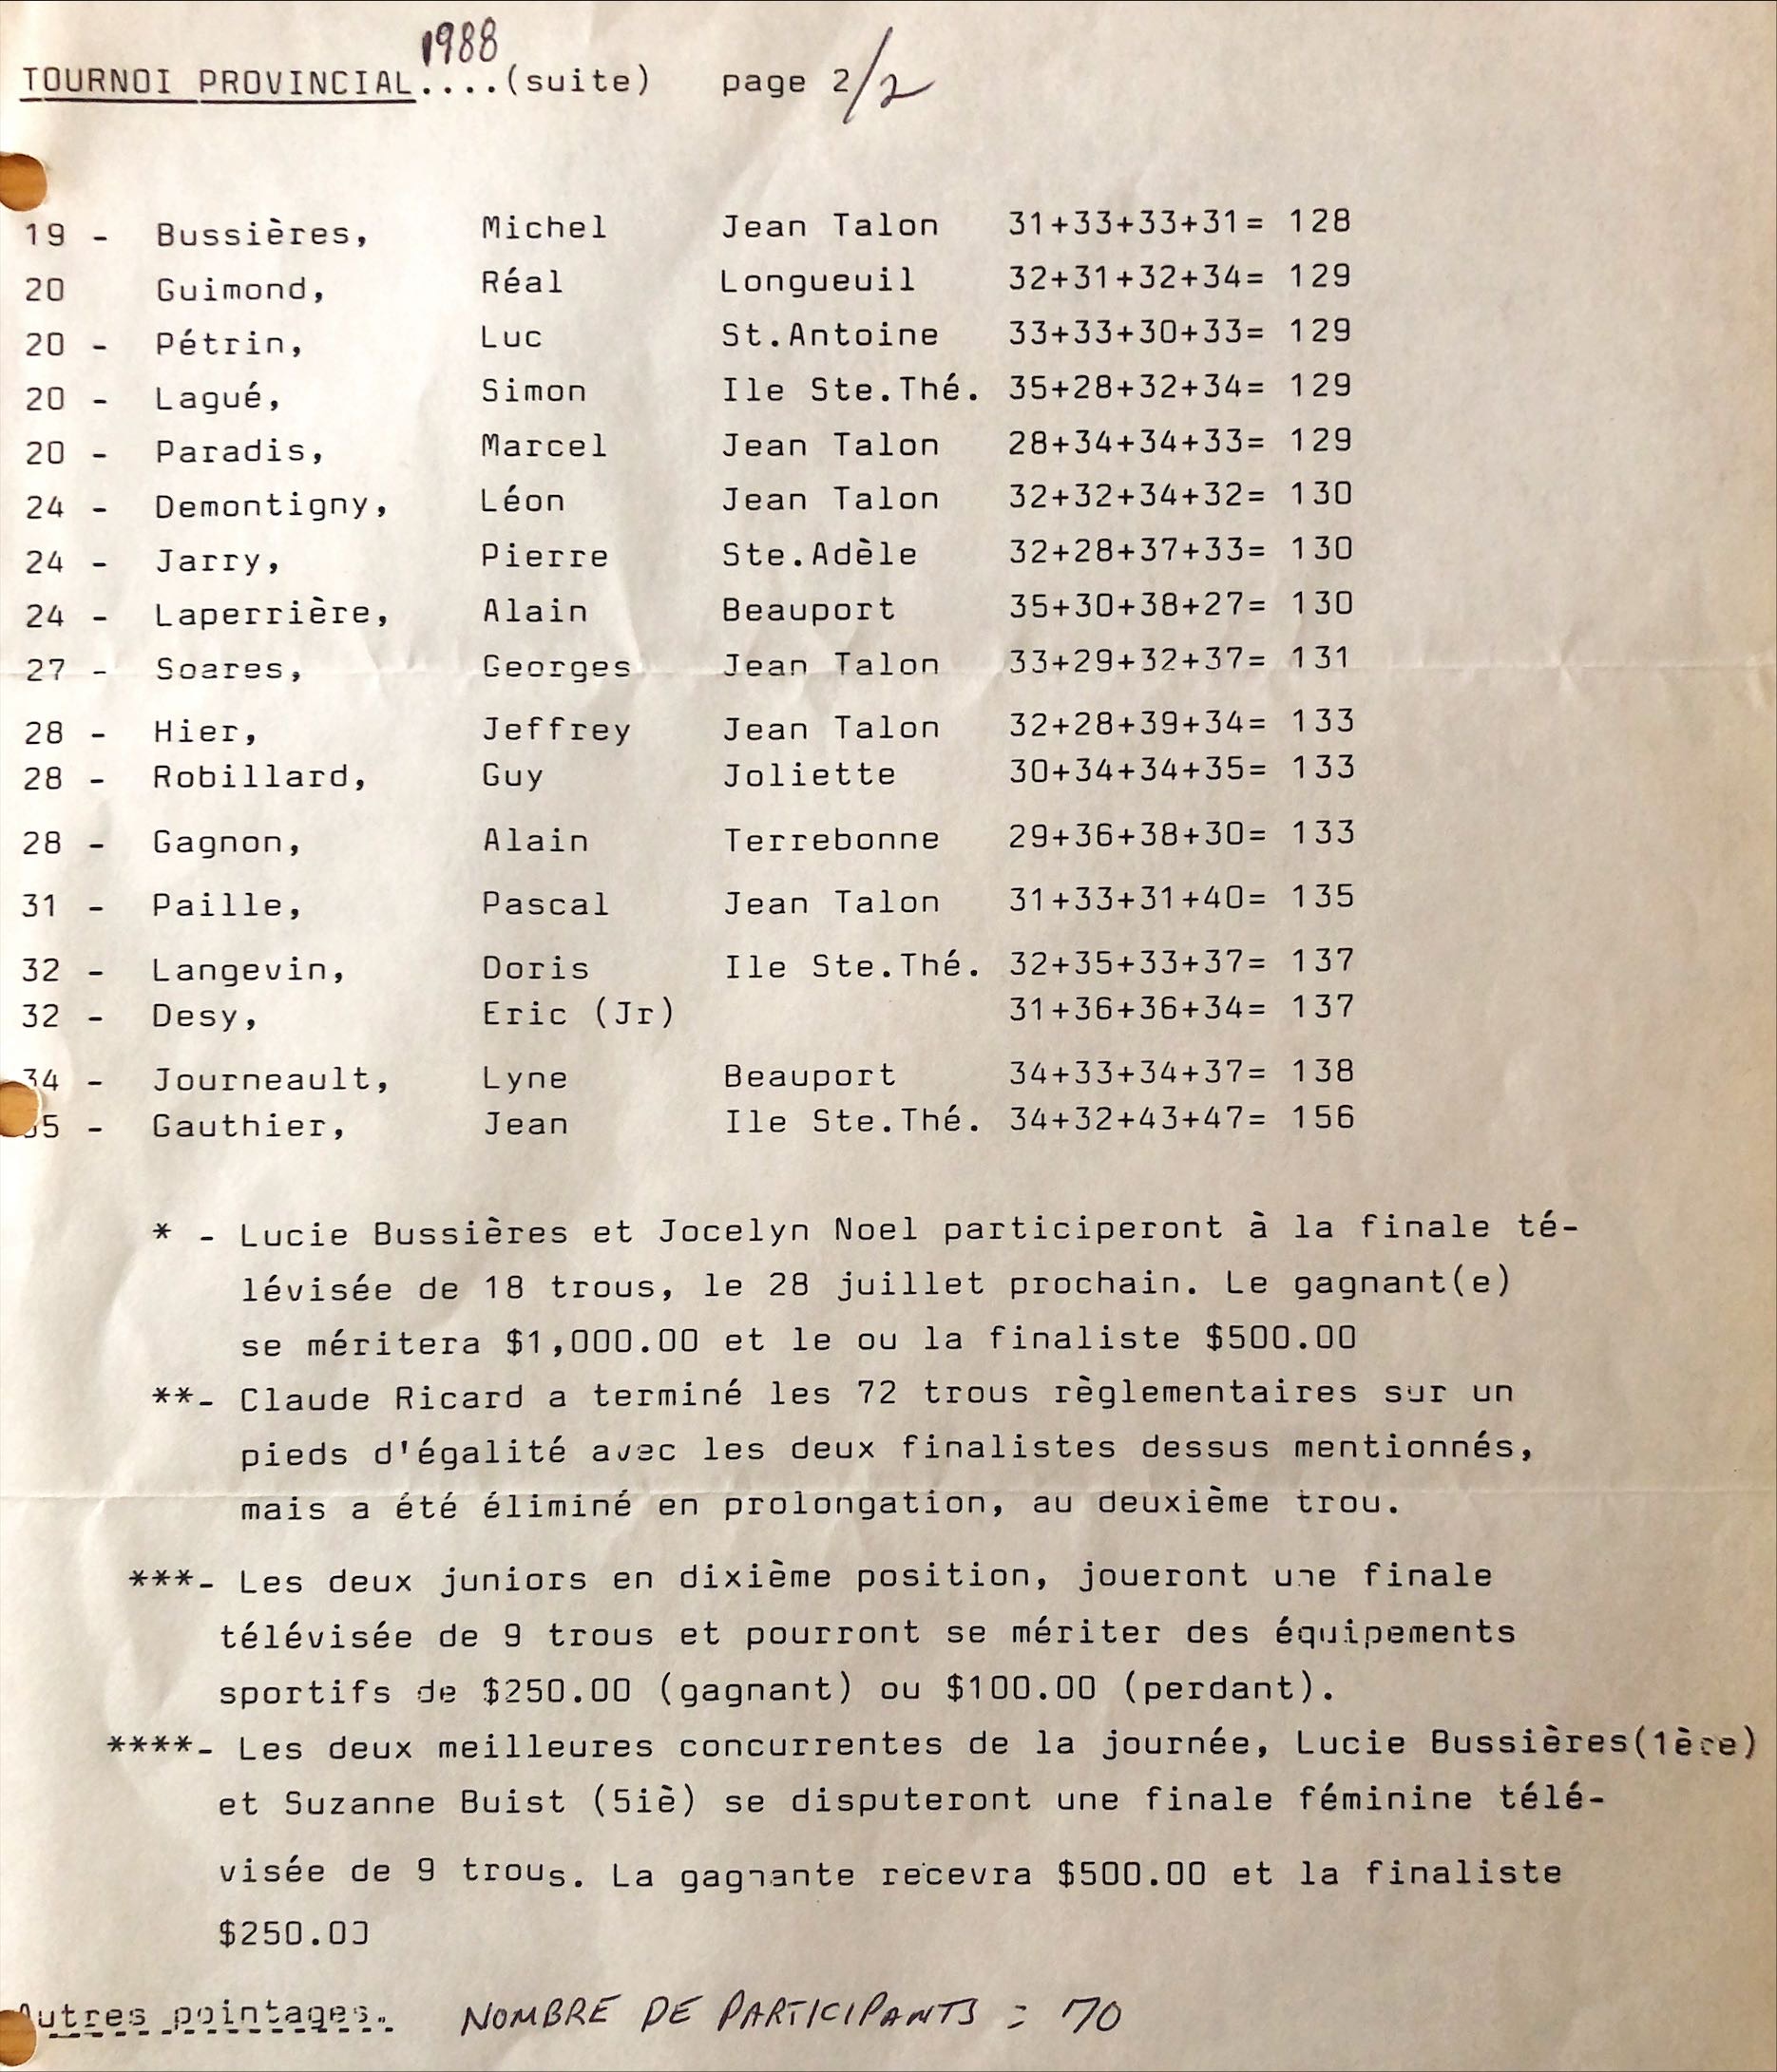 1988
TOURNOI PROVINCIAL....(suite) page 2/2
19 - Bussières, Michel Jean Talon 31+33+33+31= 128
20 Guimond, Réal Longueuil 32+31+32+34= 129
20 - Pétrin, Luc St.Antoine 33+33+30+33= 129
20 - Lagué, Simon Ile Ste.Thé. 35+28+32+34= 129
20 - Paradis, Marcel Jean Talon 28+34+34+33= 129
24 - Demontigny, Léon Jean Talon 32+32+34+32= 130
24 - Jarry, Pierre Ste.Adèle 32+28+37+33= 130
24 - Laperrière, Alain Beauport 35+30+38+27= 130
27 - Soares, Georges Jean Talon 33+29+32+37= 131
28 - Hier, Jeffrey Jean Talon 32+28+39+34= 133
28 - Robillard, Guy Joliette 30+34+34+35= 133
28 - Gagnon, Alain Terrebonne 29+36+38+30= 133
31 - Paille, Pascal Jean Talon 31+33+31+40= 135
32 - Langevin, Doris Ile Ste.Thé. 32+35+33+37= 137
32 - Desy, Eric (Jr) 31+36+36+34= 137
34 - Journeault, Lyne Beauport 34+33+34+37= 138
35 - Gauthier, Jean Ile Ste.Thé. 34+32+43+47= 156
* - Lucie Bussières et Jocelyn Noel participeront à la finale té-
lévisée de 18 trous, le 28 juillet prochain. Le gagnant(e)
se méritera $1,000.00 et le ou la finaliste $500.00
**- Claude Ricard a terminé les 72 trous règlementaires sur un
pieds d'égalité avec les deux finalistes dessus mentionnés,
mais a été éliminé en prolongation, au deuxième trou.
***- Les deux juniors en dixième position, joueront une finale
télévisée de 9 trous et pourront se mériter des équipements
sportifs de $250.00 (gagnant) ou $100.00 (perdant).
****- Les deux meilleures concurrentes de la journée, Lucie Bussières(1ère)
et Suzanne Buist (5iè) se disputeront une finale féminine télé-
visée de 9 trous. La gagnante recevra $500.00 et la finaliste
$250.00
Autres pointages. NOMBRE DE PARTICIPANTS = 70